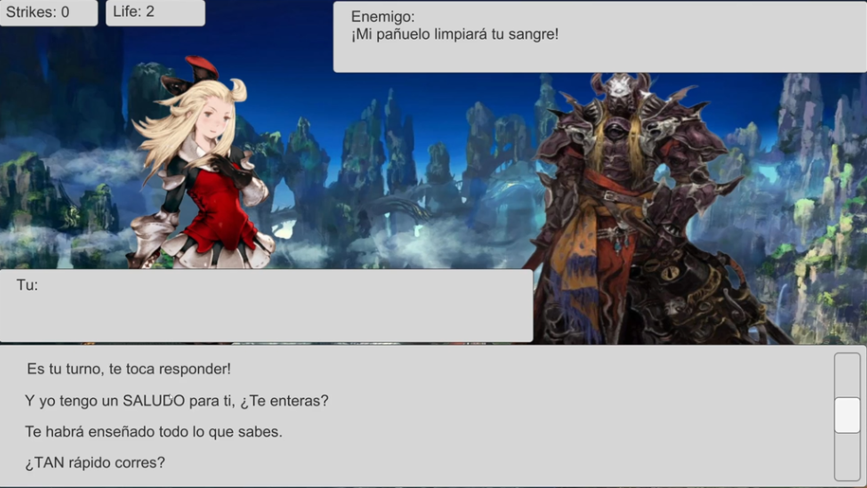 Strikes: 0
Life: 2
Enemigo:
¡Mi pañuelo limpiará tu sangre!
Tu:
Es tu turno, te toca responder!
Y yo tengo un SALUDO para ti, ¿Te enteras?
Te habrá enseñado todo lo que sabes.
¿TAN rápido corres?